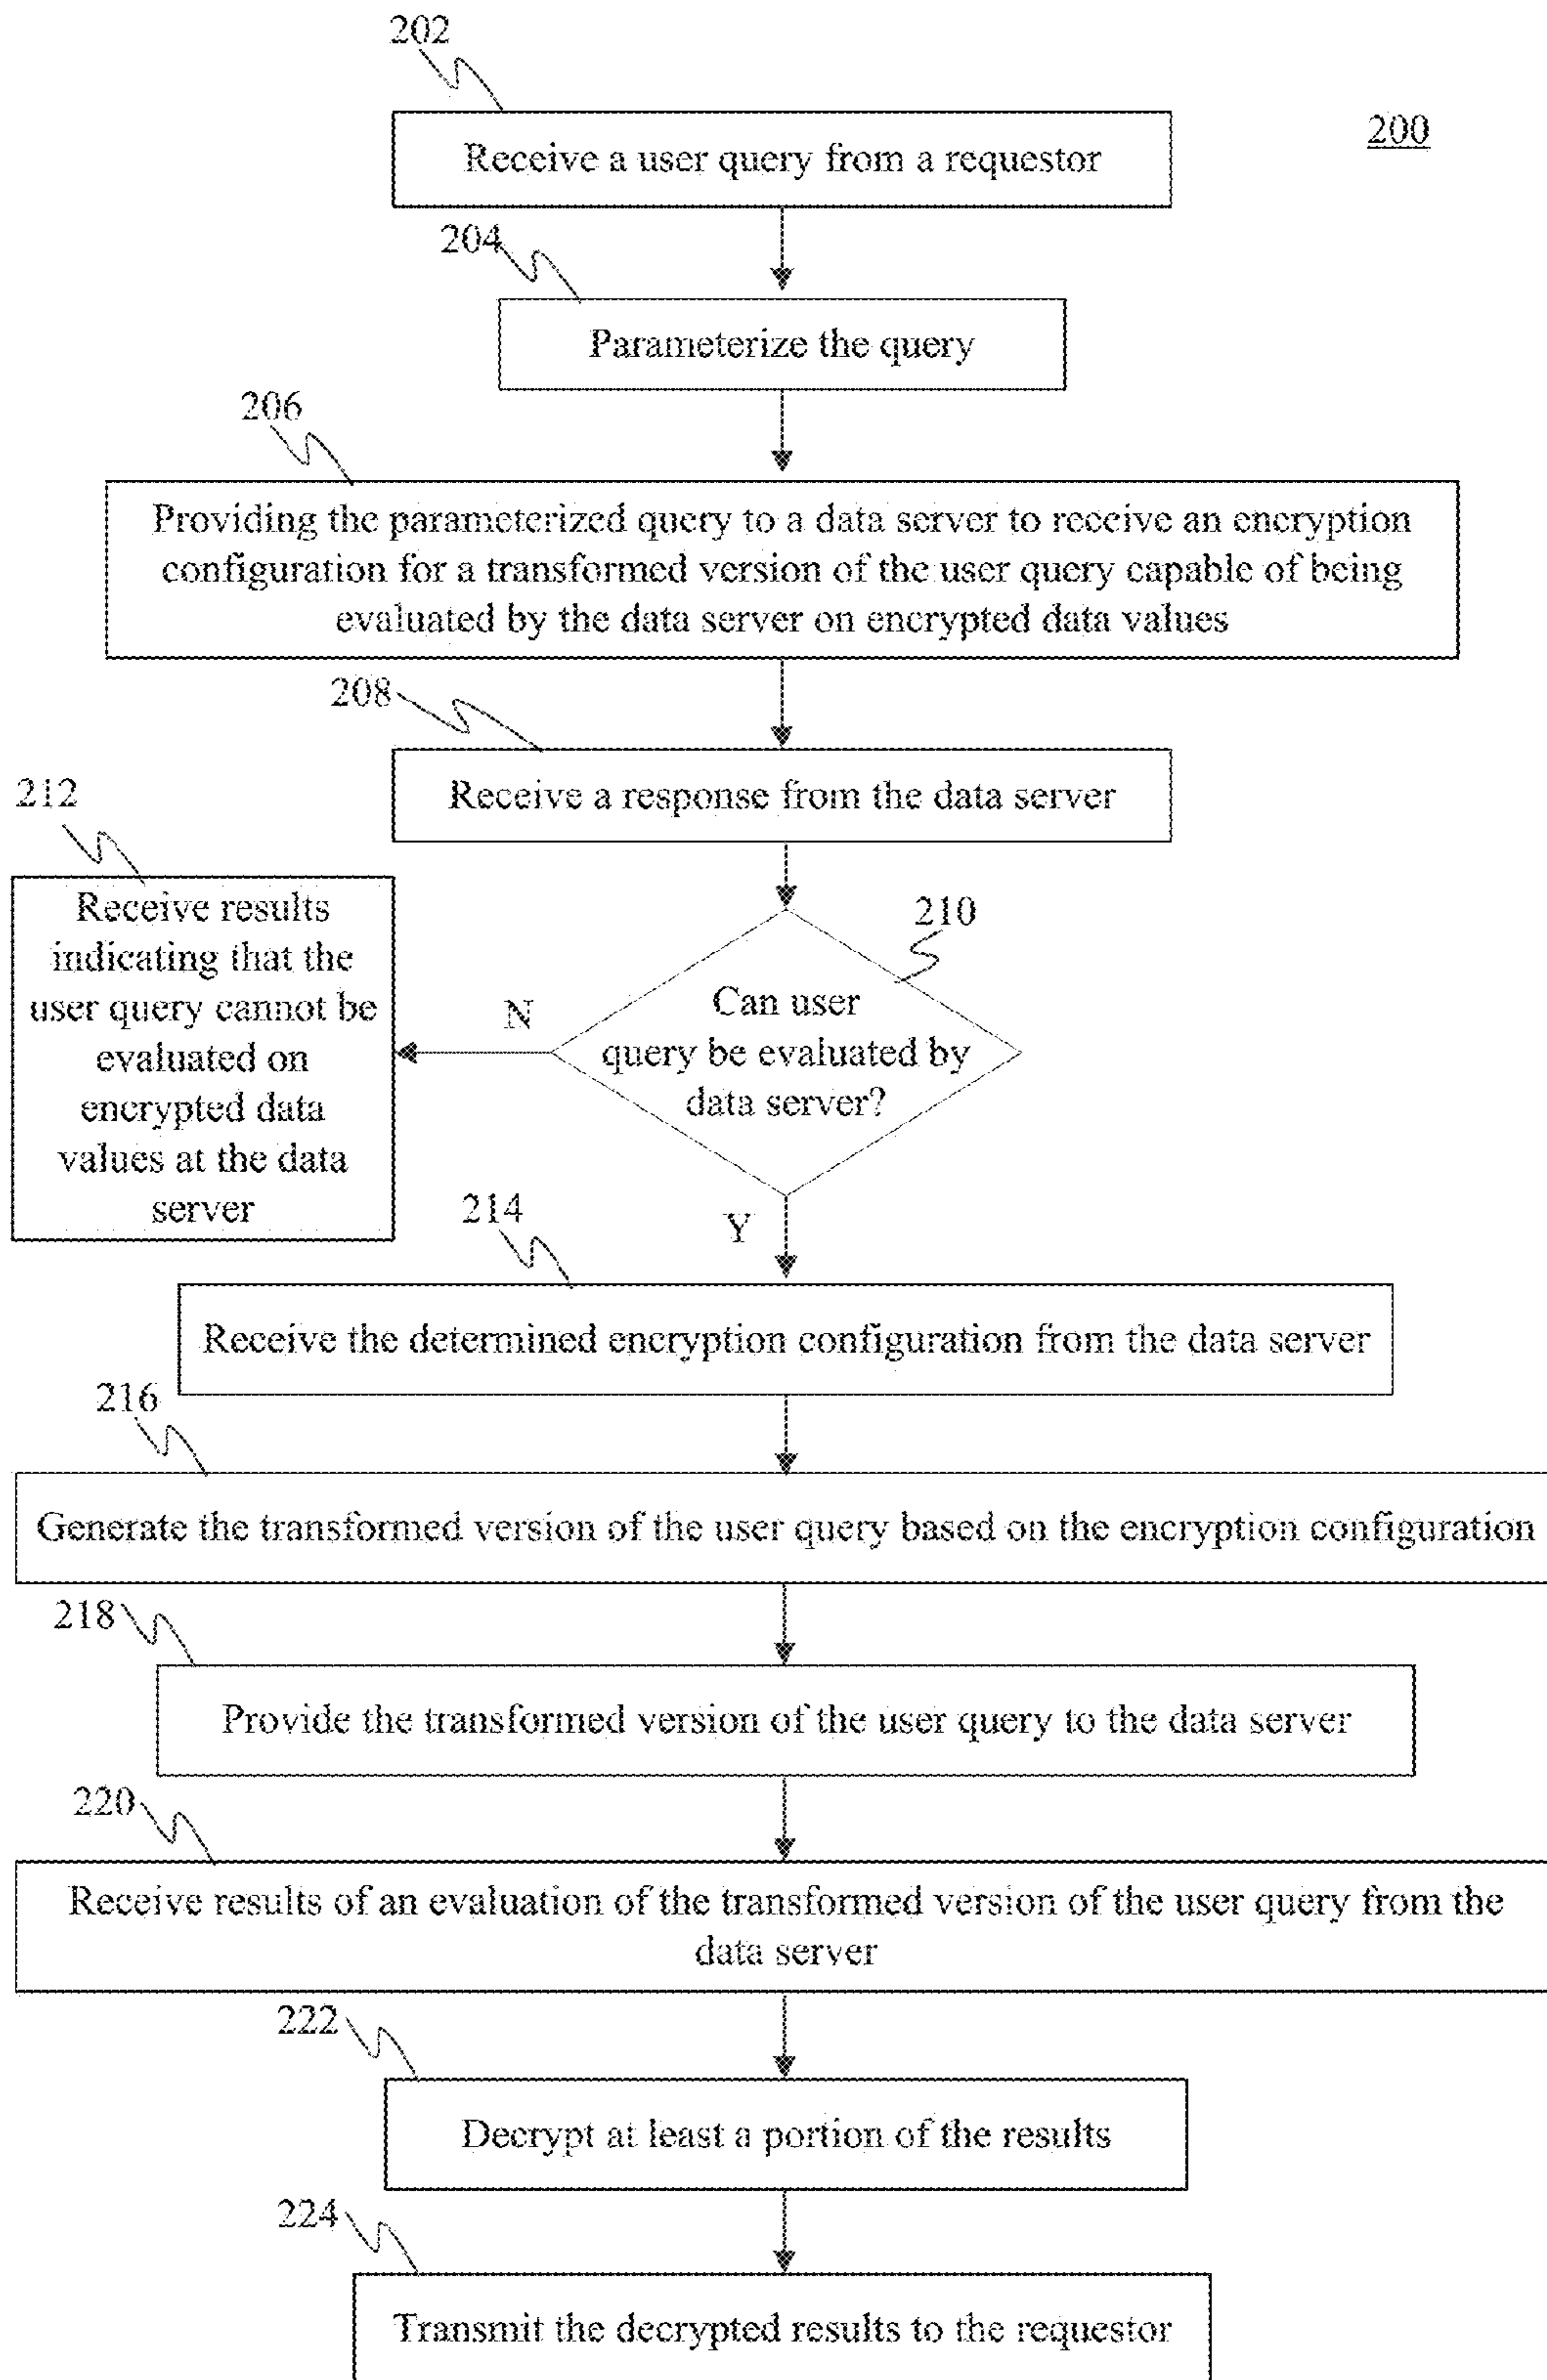 202
200
Receive a user query from a requestor
204
Parameterize the query
206
Providing the parameterized query to a data server to receive an encryption
configuration for a transformed version of the user query capable of being
evaluated by the data server on encrypted data values
208
Receive a response from the data server
212
Receive results
indicating that the
user query cannot be
evaluated on
encrypted data
values at the data
server
210
N
Can user
query be evaluated by
data server?
Y
214
Receive the determined encryption configuration from the data server
216
Generate the transformed version of the user query based on the encryption configuration
218
Provide the transformed version of the user query to the data server
220
Receive results of an evaluation of the transformed version of the user query from the
data server
222
Decrypt at least a portion of the results
224
Transmit the decrypted results to the requestor